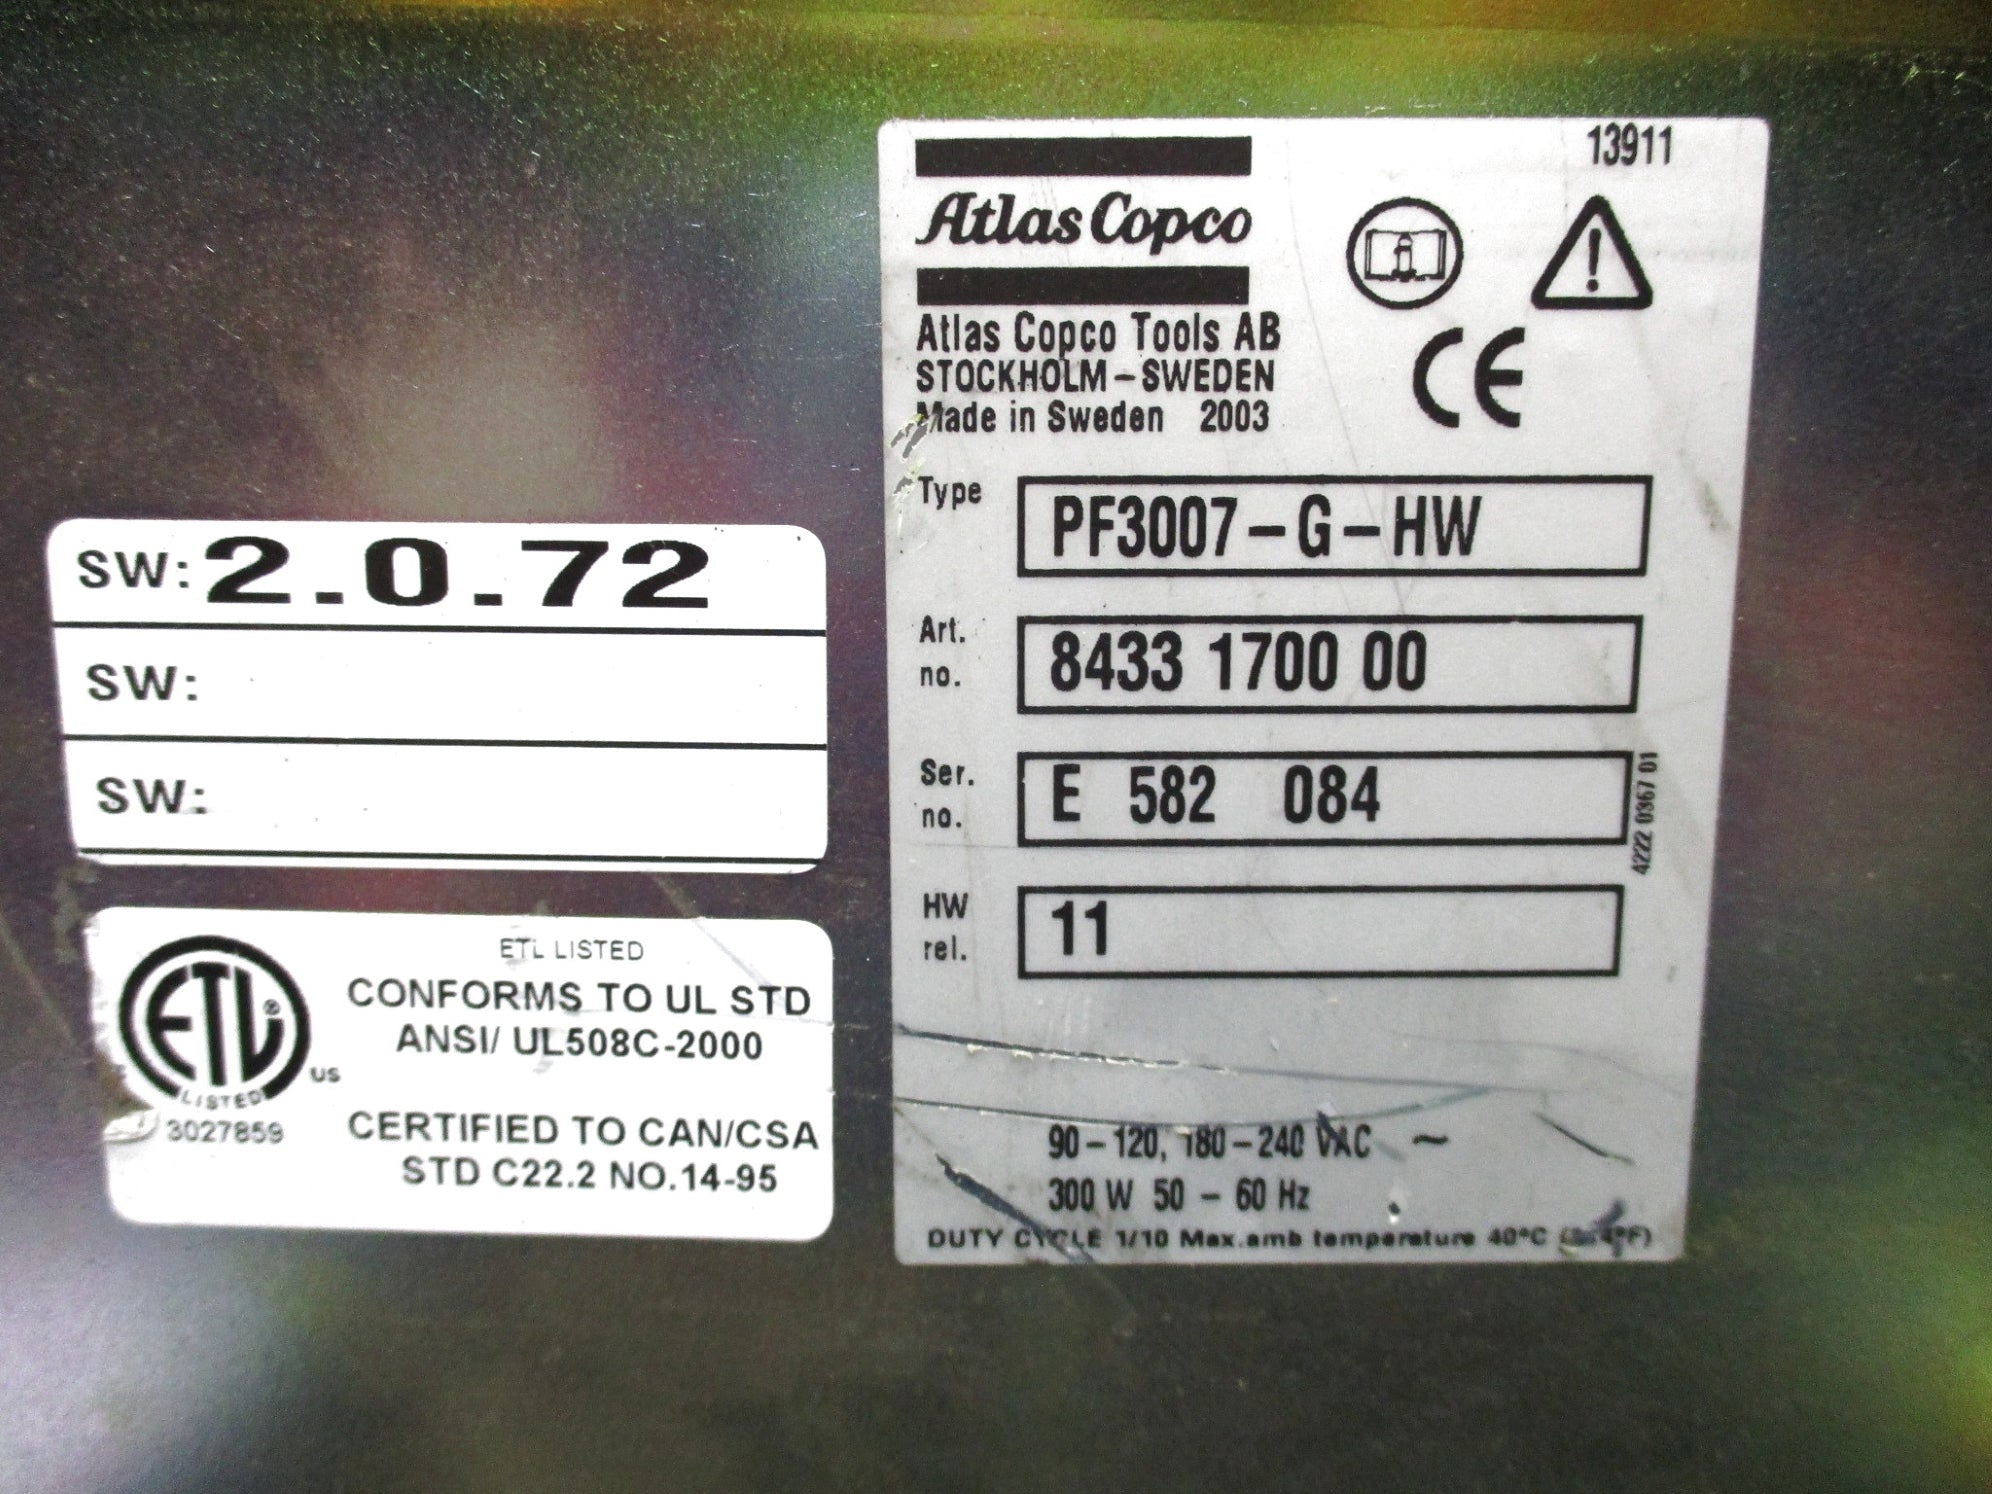 SW: 2.0.72
SW:
SW:
ETL LISTED
CONFORMS TO UL STD
ANSI/ UL508C-2000
CERTIFIED TO CAN/CSA
STD C22.2 NO.14-95
ETL ®
LISTED
US
3027859
13911
Atlas Copco
Atlas Copco Tools AB
STOCKHOLM – SWEDEN
Made in Sweden 2003
CE
Type PF3007-G-HW
Art. no. 8433 1700 00
Ser. no. E 582 084
4222 0367 01
HW rel. 11
90 – 120, 180 – 240 VAC ~
300 W 50 – 60 Hz
DUTY CYCLE 1/10 Max.amb temperature 40°C